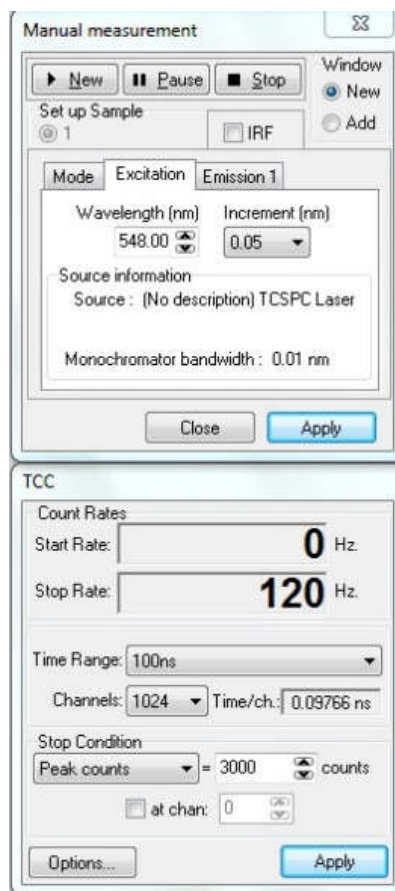 Manual measurement
New Pause Stop
Window
New
Add
Set up Sample
1
IRF
Mode Excitation Emission 1
Wavelength (nm) Increment (nm)
548.00 0.05
Source information
Source : (No description) TCSPC Laser
Monochromator bandwidth : 0.01 nm
Close Apply
TCC
Count Rates
Start Rate: 0 Hz.
Stop Rate: 120 Hz.
Time Range: 100ns
Channels: 1024 Time/ch.: 0.09766 ns
Stop Condition
Peak counts = 3000 counts
at chan: 0
Options... Apply